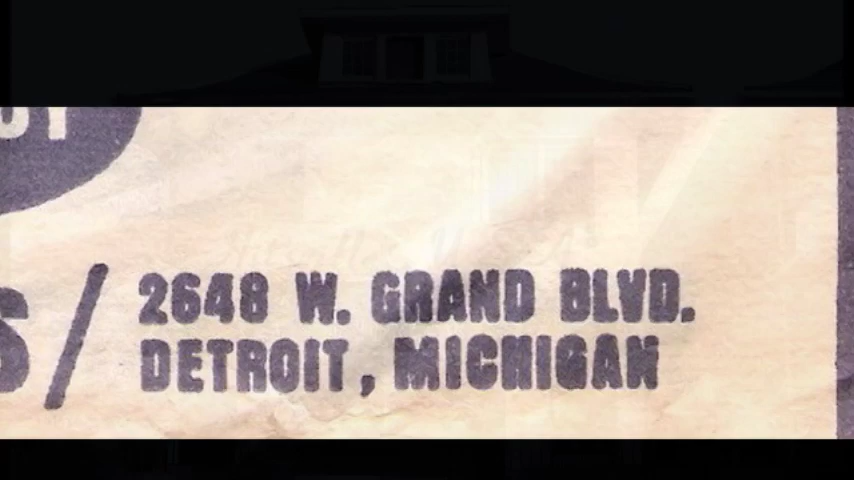 S/
2648 W. GRAND BLVD.
DETROIT, MICHIGAN